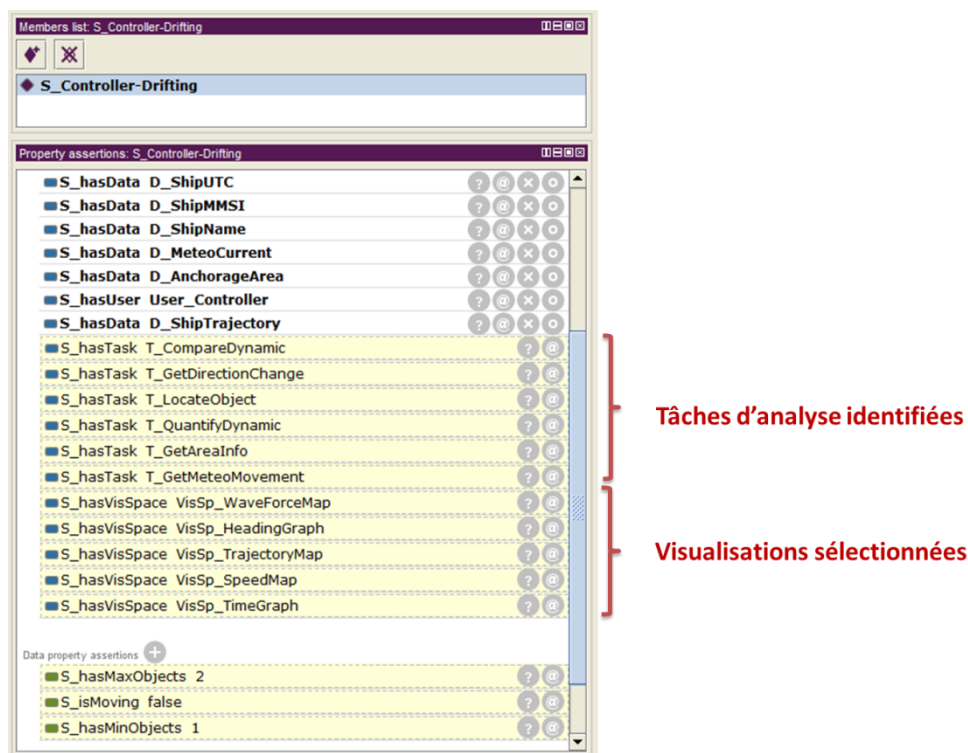 Members list: S_Controller-Drifting
S_Controller-Drifting
Property assertions: S_Controller-Drifting
S_hasData D_ShipUTC
S_hasData D_ShipMMSI
S_hasData D_ShipName
S_hasData D_MeteoCurrent
S_hasData D_AnchorageArea
S_hasUser User_Controller
S_hasData D_ShipTrajectory
S_hasTask T_CompareDynamic
S_hasTask T_GetDirectionChange
S_hasTask T_LocateObject
S_hasTask T_QuantifyDynamic
S_hasTask T_GetAreaInfo
S_hasTask T_GetMeteoMovement
Tâches d'analyse identifiées
S_hasVisSpace VisSp_WaveForceMap
S_hasVisSpace VisSp_HeadingGraph
S_hasVisSpace VisSp_TrajectoryMap
S_hasVisSpace VisSp_SpeedMap
S_hasVisSpace VisSp_TimeGraph
Visualisations sélectionnées
Data property assertions
S_hasMaxObjects 2
S_isMoving false
S_hasMinObjects 1